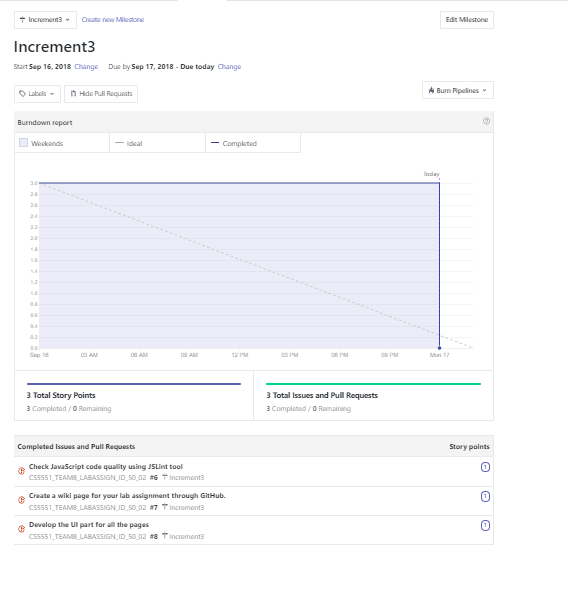 Increment3 Create new Milestone Edit Milestone
Increment3
Start Sep 16, 2018 Change Due by Sep 17, 2018 - Due today Change
Labels Hide Pull Requests Burn Pipelines
Burndown report
Weekends Ideal Completed
Today
3.0
2.8
2.6
2.4
2.2
2.0
1.8
1.6
1.4
1.2
1.0
0.8
0.6
0.4
0.2
0.0
Sep 16 03 AM 06 AM 09 AM 12 PM 03 PM 06 PM 09 PM Mon 17
3 Total Story Points
3 Completed / 0 Remaining
3 Total Issues and Pull Requests
3 Completed / 0 Remaining
Completed Issues and Pull Requests Story points
Check JavaScript code quality using JSLint tool 1
CS5551_TEAM8_LABASSIGN_ID_50_02 #6 Increment3
Create a wiki page for your lab assignment through GitHub. 1
CS5551_TEAM8_LABASSIGN_ID_50_02 #7 Increment3
Develop the UI part for all the pages 1
CS5551_TEAM8_LABASSIGN_ID_50_02 #8 Increment3